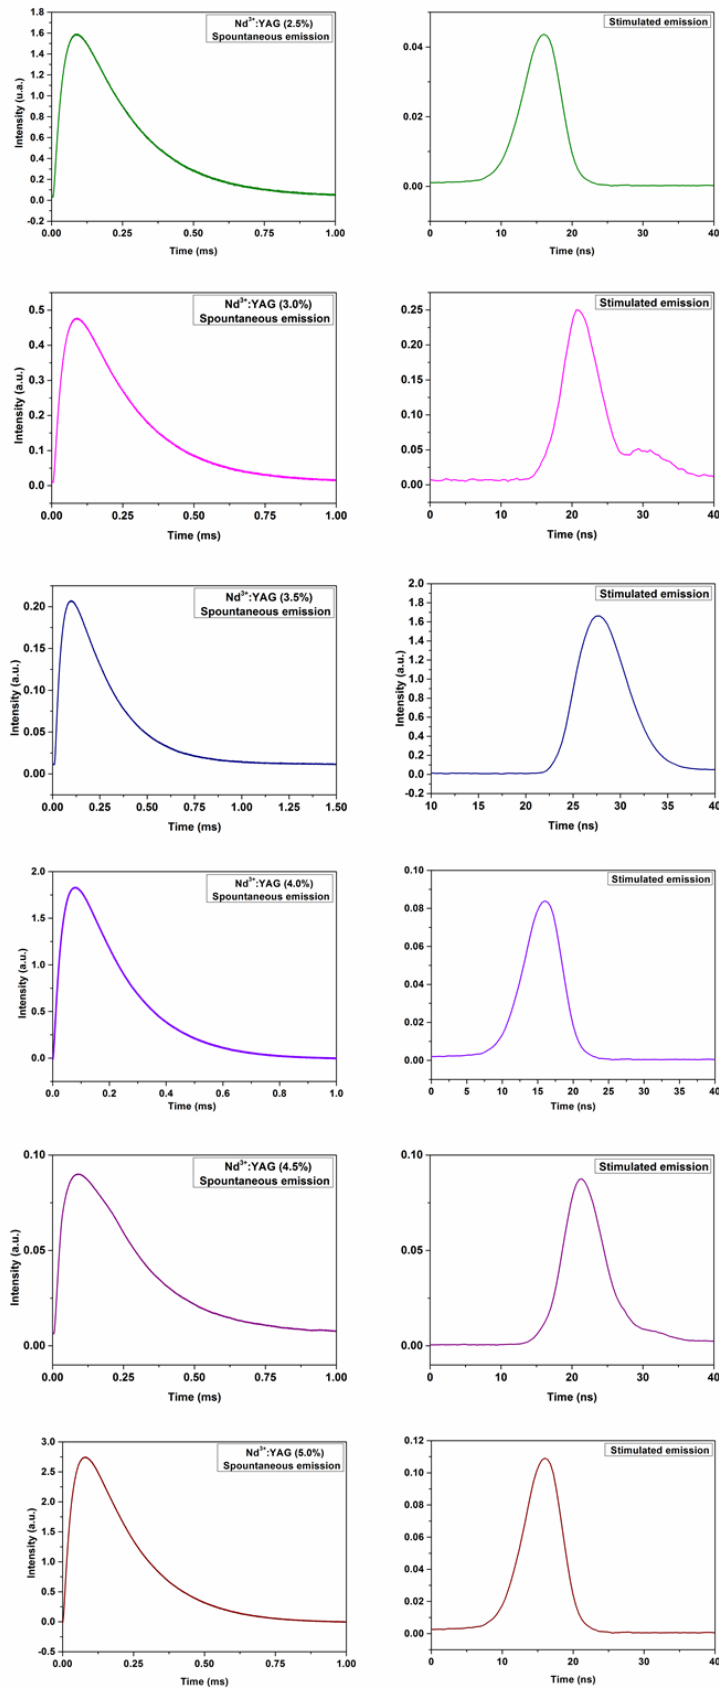 Nd³⁺:YAG (2.5%)
Spountaneous emission
Intensity (u.a.)
1.8
1.6
1.4
1.2
1.0
0.8
0.6
0.4
0.2
0.0
-0.2
0.00 0.25 0.50 0.75 1.00
Time (ms)
Stimulated emission
0.04
0.02
0.00
0 10 20 30 40
Time (ns)
Nd³⁺:YAG (3.0%)
Spountaneous emission
Intensity (a.u.)
0.5
0.4
0.3
0.2
0.1
0.0
0.00 0.25 0.50 0.75 1.00
Time (ms)
Stimulated emission
0.25
0.20
0.15
0.10
0.05
0.00
0 10 20 30 40
Time (ns)
Nd³⁺:YAG (3.5%)
Spountaneous emission
Intensity (a.u.)
0.20
0.15
0.10
0.05
0.00
0.00 0.25 0.50 0.75 1.00 1.25 1.50
Time (ms)
Stimulated emission
Intensity (a.u.)
2.0
1.8
1.6
1.4
1.2
1.0
0.8
0.6
0.4
0.2
0.0
-0.2
10 15 20 25 30 35 40
Time (ns)
Nd³⁺:YAG (4.0%)
Spountaneous emission
Intensity (a.u.)
2.0
1.5
1.0
0.5
0.0
0.0 0.2 0.4 0.6 0.8 1.0
Time (ms)
Stimulated emission
0.10
0.08
0.06
0.04
0.02
0.00
0 5 10 15 20 25 30 35 40
Time (ns)
Nd³⁺:YAG (4.5%)
Spountaneous emission
Intensity (a.u.)
0.10
0.05
0.00
0.00 0.25 0.50 0.75 1.00
Time (ms)
Stimulated emission
0.10
0.05
0.00
0 10 20 30 40
Time (ns)
Nd³⁺:YAG (5.0%)
Spountaneous emission
Intensity (a.u.)
3.0
2.5
2.0
1.5
1.0
0.5
0.0
-0.5
0.00 0.25 0.50 0.75 1.00
Time (ms)
Stimulated emission
0.12
0.10
0.08
0.06
0.04
0.02
0.00
0 10 20 30 40
Time (ns)